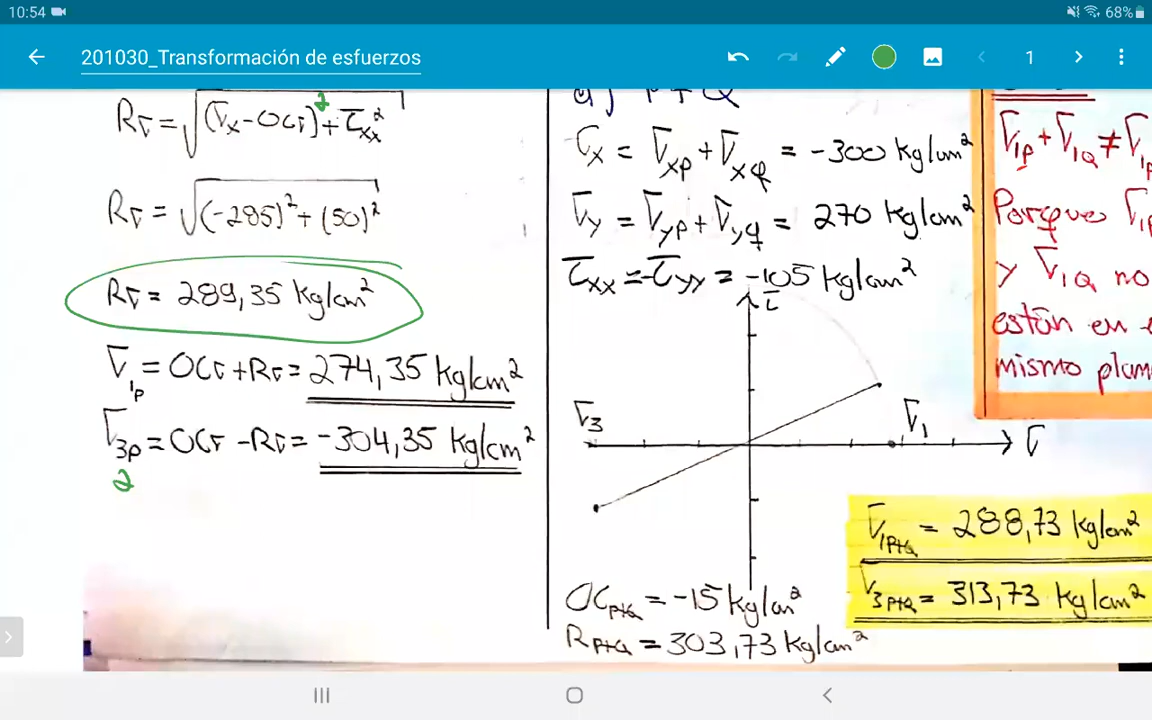 10:54
68%
201030_Transformación de esfuerzos
1
Rσ = √(σx - OCσ)² + τxx²
Rσ = √(-285)² + (50)²
Rσ = 289,35 Kg/cm²
σ1p = OCσ + Rσ = 274,35 Kg/cm²
σ3p = OCσ - Rσ = -304,35 Kg/cm²
2
P+Q
σx = σxp + σxq = -300 Kg/cm²
σy = σyp + σyq = 270 Kg/cm²
τxx = -τyy = -105 Kg/cm²
τ
σ3
σ1
σ
OCP+Q = -15 Kg/cm²
RP+Q = 303,73 Kg/cm²
σ1P+Q = 288,73 Kg/cm²
σ3P+Q = 313,73 Kg/cm²
σ1P + σ1Q ≠ σ1P
Porque σ1P
y σ1Q no
están en e
mismo plan